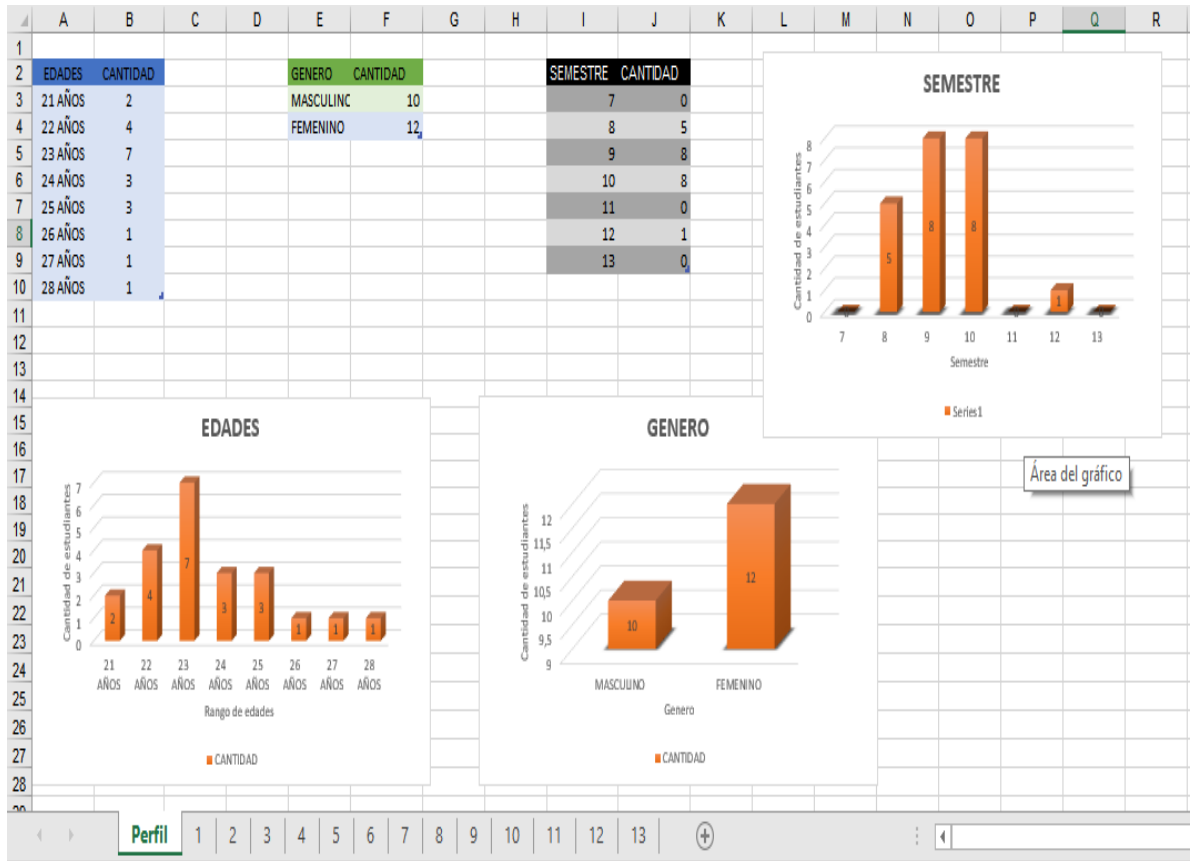 A B C D E F G H I J K L M N O P Q R
1
2 EDADES CANTIDAD GENERO CANTIDAD SEMESTRE CANTIDAD
3 21 AÑOS 2 MASCULINO 10 7 0
4 22 AÑOS 4 FEMENINO 12 8 5
5 23 AÑOS 7 9 8
6 24 AÑOS 3 10 8
7 25 AÑOS 3 11 0
8 26 AÑOS 1 12 1
9 27 AÑOS 1 13 0
10 28 AÑOS 1
11
12
13
14
15
16
17
18
19
20
21
22
23
24
25
26
27
28
SEMESTRE
Cantidad de estudiantes
8
7
6
5
4
3
2
1
0
0 5 8 8 0 1 0
7 8 9 10 11 12 13
Semestre
Series1
Área del gráfico
EDADES
Cantidad de estudiantes
7
6
5
4
3
2
1
0
2 4 7 3 3 1 1 1
21 22 23 24 25 26 27 28
AÑOS AÑOS AÑOS AÑOS AÑOS AÑOS AÑOS AÑOS
Rango de edades
CANTIDAD
GENERO
Cantidad de estudiantes
12
11,5
11
10,5
10
9,5
9
10 12
MASCULINO FEMENINO
Genero
CANTIDAD
Perfil 1 2 3 4 5 6 7 8 9 10 11 12 13